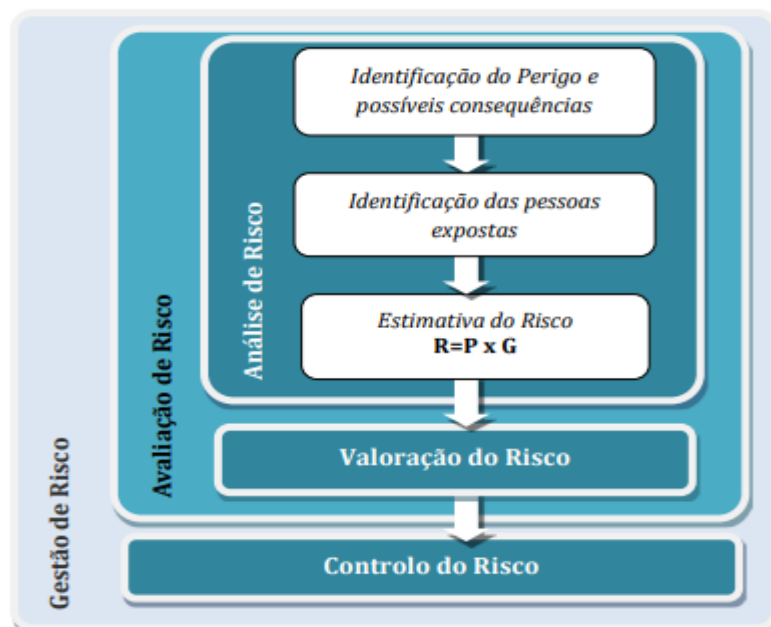 Identificação do Perigo e
possíveis consequências
Identificação das pessoas
expostas
Estimativa do Risco
R=P x G
Análise de Risco
Valoração do Risco
Avaliação de Risco
Controlo do Risco
Gestão de Risco